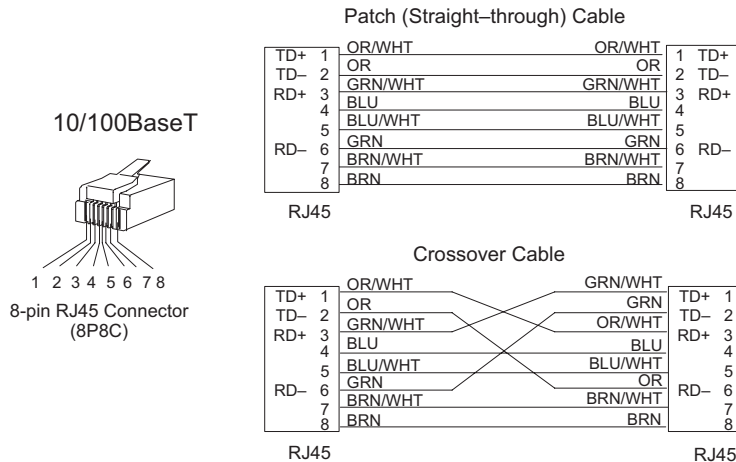 Patch (Straight–through) Cable
TD+ 1 OR/WHT OR/WHT 1 TD+
TD– 2 OR OR 2 TD–
RD+ 3 GRN/WHT GRN/WHT 3 RD+
4 BLU BLU 4
5 BLU/WHT BLU/WHT 5
RD– 6 GRN GRN 6 RD–
7 BRN/WHT BRN/WHT 7
8 BRN BRN 8
RJ45 RJ45
10/100BaseT
1 2 3 4 5 6 7 8
8-pin RJ45 Connector
(8P8C)
Crossover Cable
TD+ 1 OR/WHT GRN/WHT TD+ 1
TD– 2 OR GRN TD– 2
RD+ 3 GRN/WHT OR/WHT RD+ 3
4 BLU BLU 4
5 BLU/WHT BLU/WHT 5
RD– 6 GRN OR RD– 6
7 BRN/WHT BRN/WHT 7
8 BRN BRN 8
RJ45 RJ45